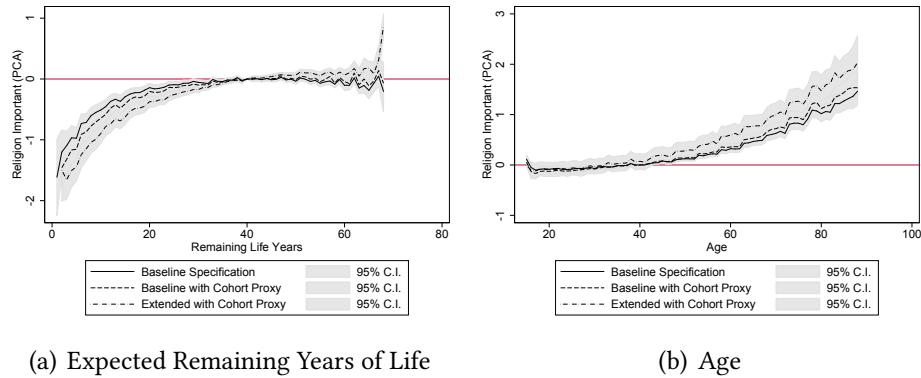 Religion Important (PCA)
1
0
-1
-2
0
20
40
60
80
Remaining Life Years
Baseline Specification 95% C.I.
Baseline with Cohort Proxy 95% C.I.
Extended with Cohort Proxy 95% C.I.
(a) Expected Remaining Years of Life
Religion Important (PCA)
3
2
1
0
-1
20
40
60
80
100
Age
Baseline Specification 95% C.I.
Baseline with Cohort Proxy 95% C.I.
Extended with Cohort Proxy 95% C.I.
(b) Age